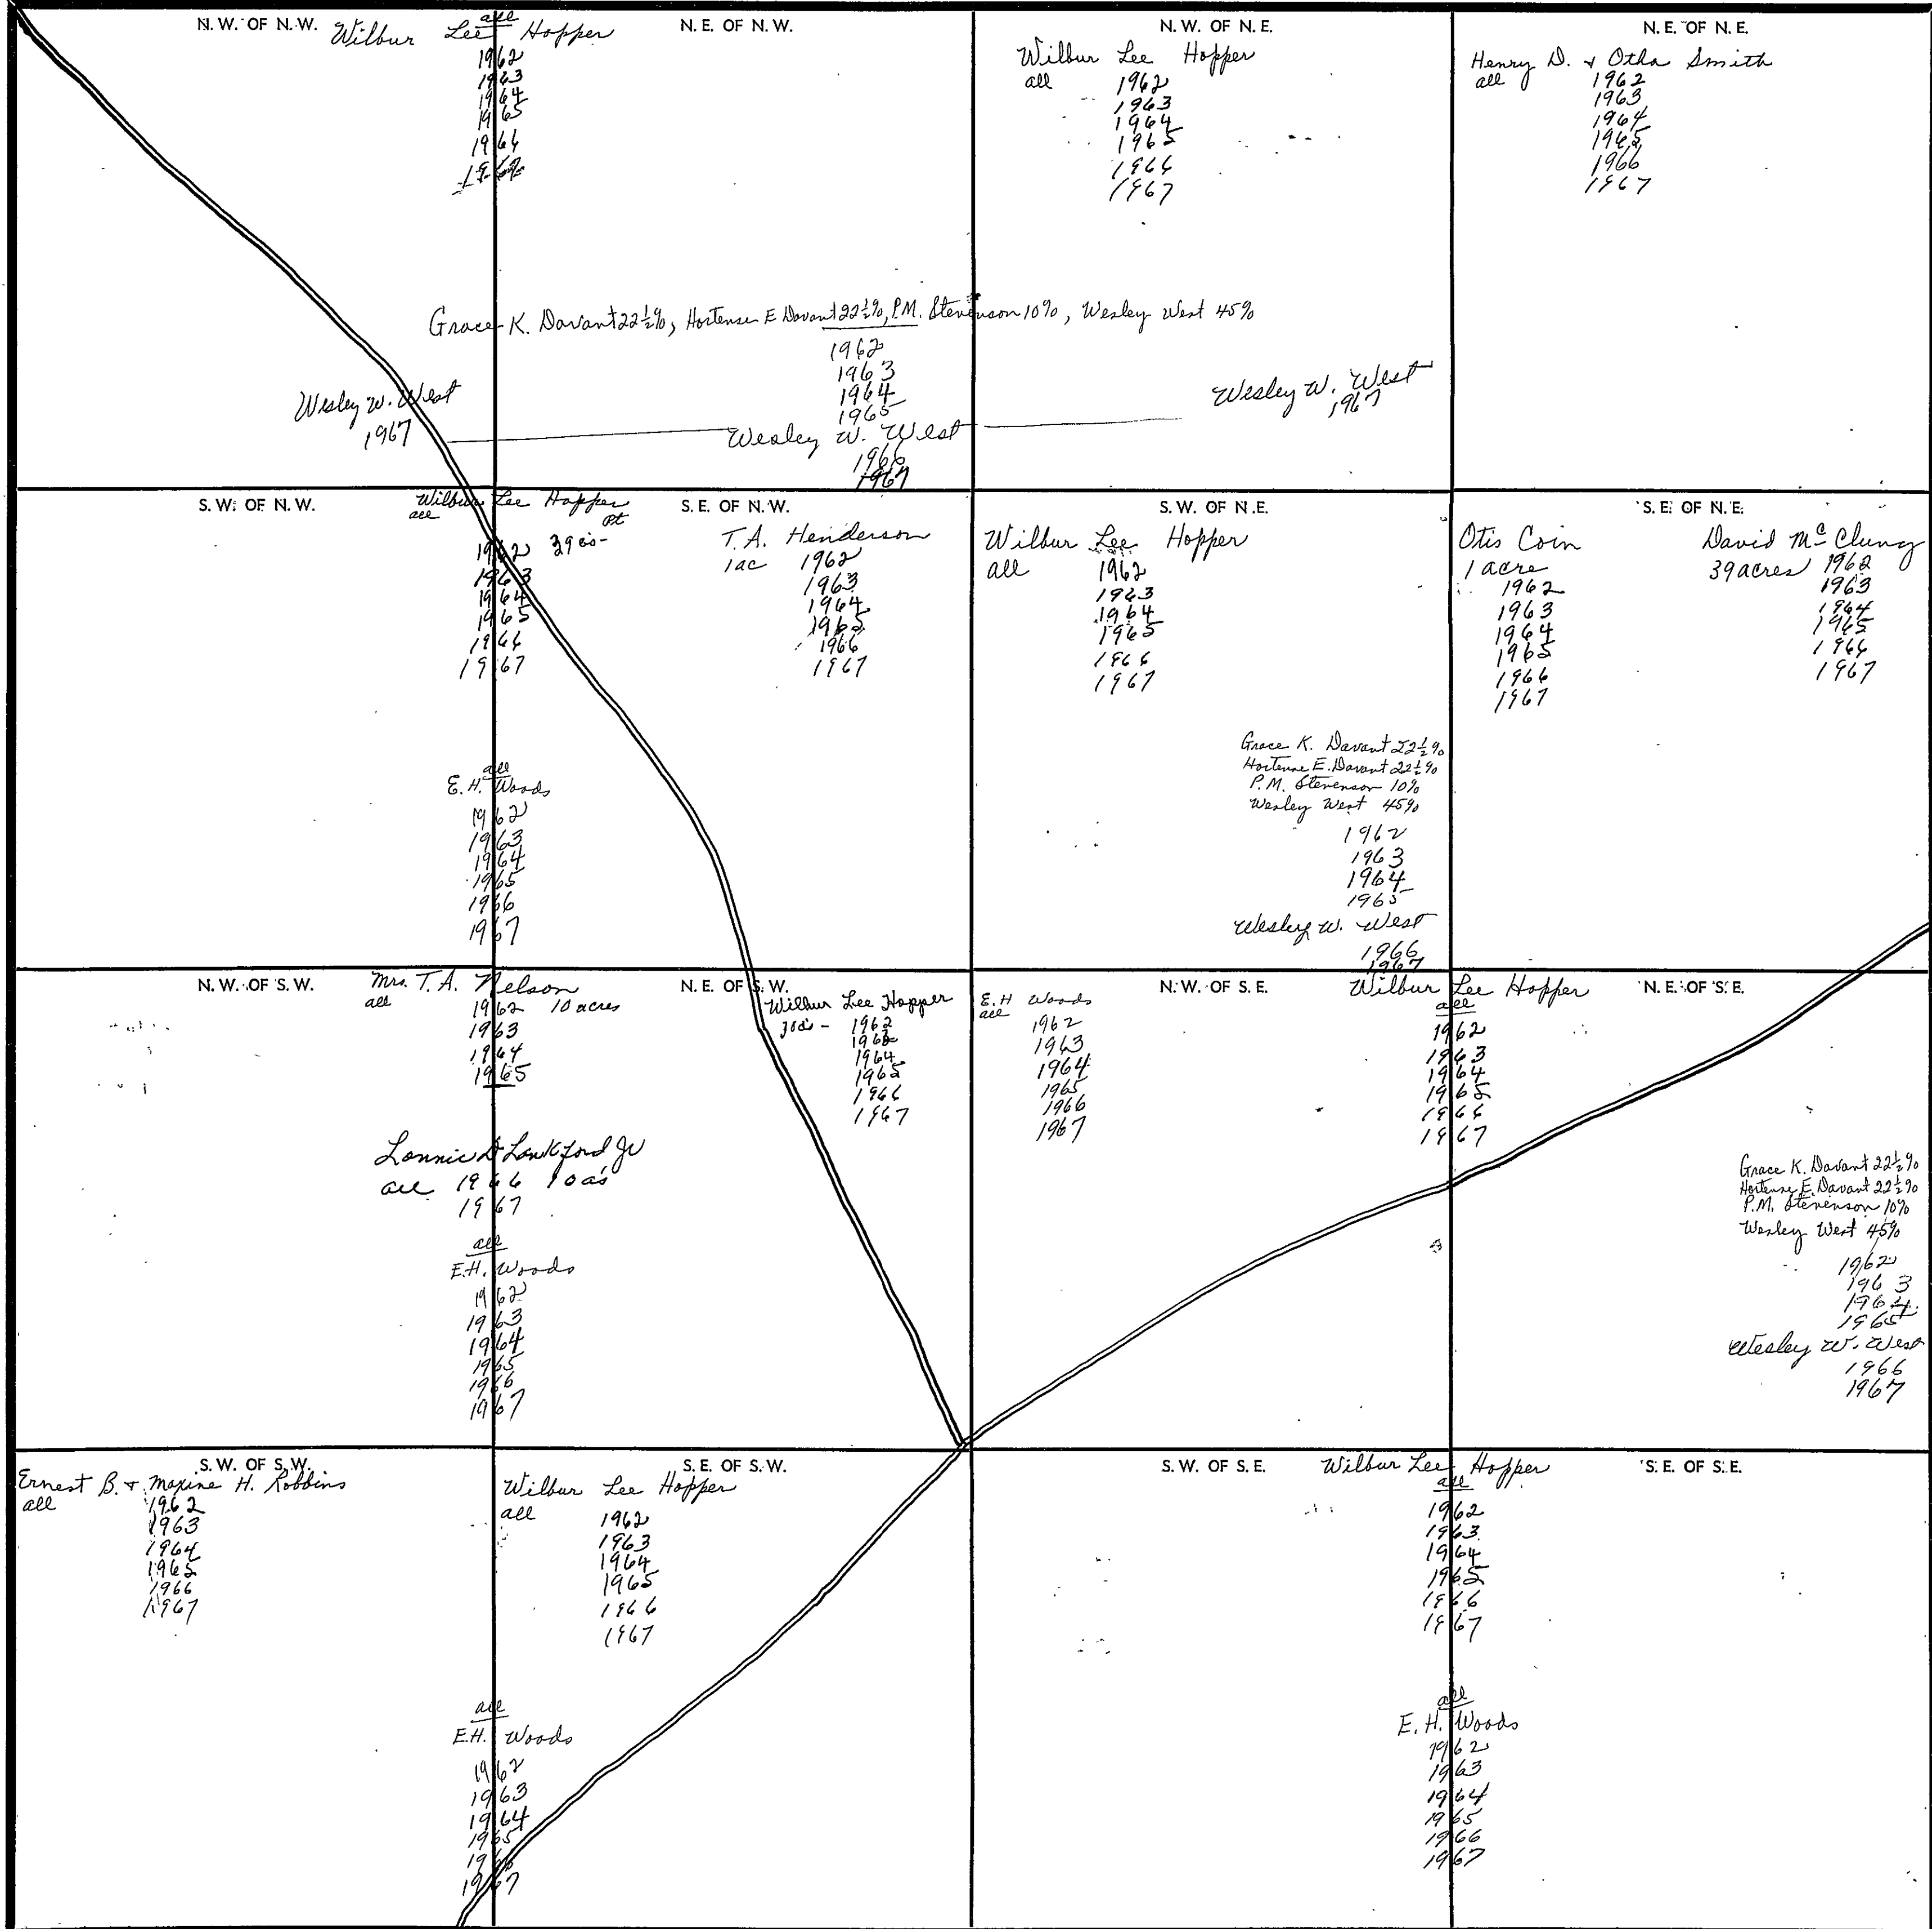 N.W. OF N.W.
Wilbur Lee Hopper
all
1962
1963
1964
1965
1966
N.E. OF N.W.
N.W. OF N.E.
Wilbur Lee Hopper
all 1962
1963
1964
1965
1966
1967
N.E. OF N.E.
Henry D. & Otha Smith
all 1962
1963
1964
1965
1966
1967
Grace K. Davant 22½%, Hortense E Davant 22½%, P.M. Stevenson 10%, Wesley West 45%
1962
1963
1964
1965
Wesley W. West
1966
1967
Wesley W. West
1967
Wesley W. West
1967
S.W. OF N.W.
Wilbur Lee Hopper
all pt
1962
1963
1964
1965
1966
1967
all
E.H. Woods
1962
1963
1964
1965
1966
1967
S.E. OF N.W.
T.A. Henderson
1ac 1962
1963
1964
1965
1966
1967
S.W. OF N.E.
Wilbur Lee Hopper
all 1962
1963
1964
1965
1966
1967
Grace K. Davant 22½%
Hortense E. Davant 22½%
P.M. Stevenson 10%
Wesley West 45%
1962
1963
1964
1965
Wesley W. West
1966
1967
S.E. OF N.E.
Otis Coin
1 acre
1962
1963
1964
1965
1966
1967
David McClung
39 acres 1962
1963
1964
1965
1966
1967
N.W. OF S.W.
Mrs. T.A. Nelson
all 1962 10 acres
1963
1964
1965
Lonnie D Lankford Jr
all 1966 10as
1967
all
E.H. Woods
1962
1963
1964
1965
1966
1967
N.E. OF S.W.
Wilbur Lee Hopper
30as - 1962
1963
1964
1965
1966
1967
N.W. OF S.E.
E.H Woods
all
1962
1963
1964
1965
1966
1967
Wilbur Lee Hopper
all
1962
1963
1964
1965
1966
1967
N.E. OF S.E.
Grace K. Davant 22½%
Hortense E. Davant 22½%
P.M. Stevenson 10%
Wesley West 45%
1962
1963
1964
1965
Wesley W. West
1966
1967
S.W. OF S.W.
Ernest B. & Maxine H. Robbins
all 1962
1963
1964
1965
1966
1967
all
E.H. Woods
1962
1963
1964
1965
1966
1967
S.E. OF S.W.
Wilbur Lee Hopper
all 1962
1963
1964
1965
1966
1967
S.W. OF S.E.
Wilbur Lee Hopper
all
1962
1963
1964
1965
1966
1967
all
E.H. Woods
1962
1963
1964
1965
1966
1967
S.E. OF S.E.